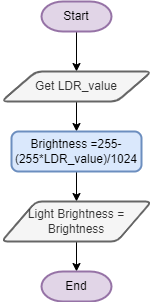 Start
Get LDR_value
Brightness =255-
(255*LDR_value)/1024
Light Brightness =
Brightness
End